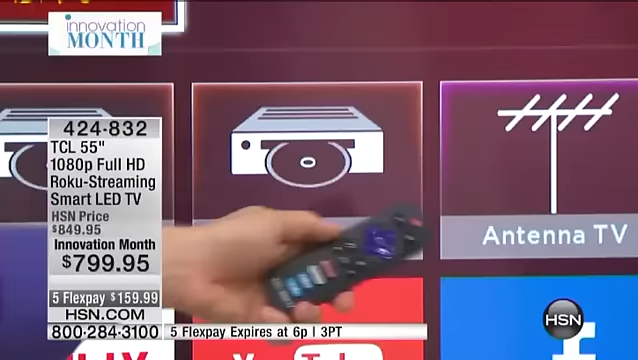 innovation
MONTH
424-832
TCL 55"
1080p Full HD
Roku-Streaming
Smart LED TV
HSN Price
$849.95
Innovation Month
$799.95
5 Flexpay $159.99
HSN.COM
800-284-3100
5 Flexpay Expires at 6p | 3PT
Antenna TV
HSN
You
f